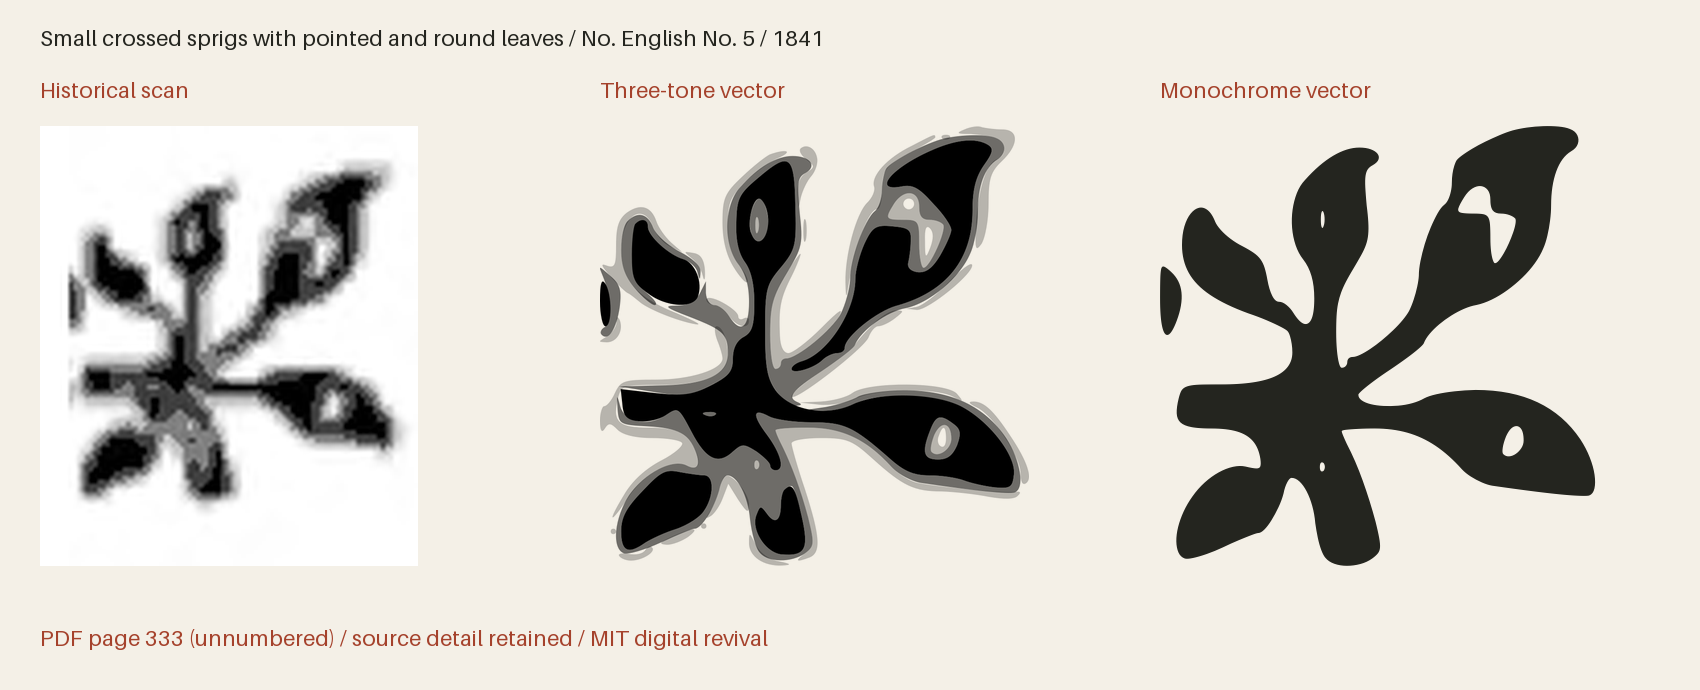 Small crossed sprigs with pointed and round leaves / No. English No. 5 / 1841
Historical scan
Three-tone vector
Monochrome vector
PDF page 333 (unnumbered) / source detail retained / MIT digital revival